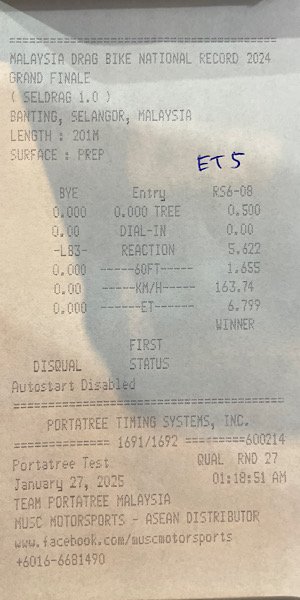 ==================================
MALAYSIA DRAG BIKE NATIONAL RECORD 2024
GRAND FINALE
( SELDRAG 1.0 )
BANTING, SELANGOR, MALAYSIA
LENGTH : 201M
SURFACE : PREP
ET 5
BYE Entry RS6-08
0.000 0.000 TREE 0.500
0.00 DIAL-IN 0.00
-L83- REACTION 5.622
0.000 ------60FT------ 1.655
0.00 -----KM/H----- 163.74
0.000 ------ET------ 6.799
WINNER
FIRST
DISQUAL STATUS
Autostart Disabled
==================================
PORTATREE TIMING SYSTEMS, INC.
============== 1691/1692 =========600214
Portatree Test QUAL RND 27
January 27, 2025 01:18:51 AM
TEAM PORTATREE MALAYSIA
MUSC MOTORSPORTS - ASEAN DISTRIBUTOR
www.facebook.com/muscmotorsports
+6016-6681490